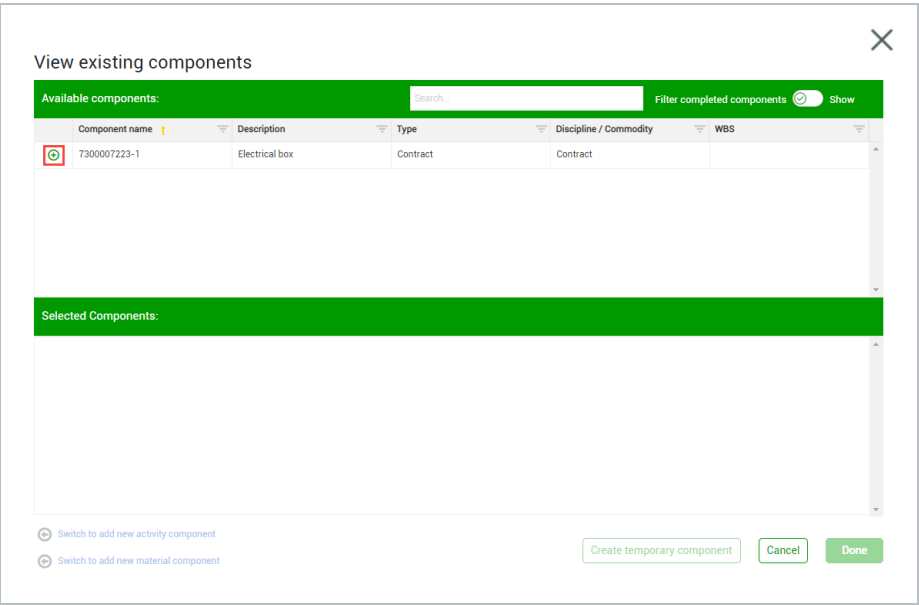 View existing components
Available components: Search... Filter completed components Show
Component name Description Type Discipline / Commodity WBS
7300007223-1 Electrical box Contract Contract
Selected Components:
Switch to add new activity component
Switch to add new material component
Create temporary component Cancel Done